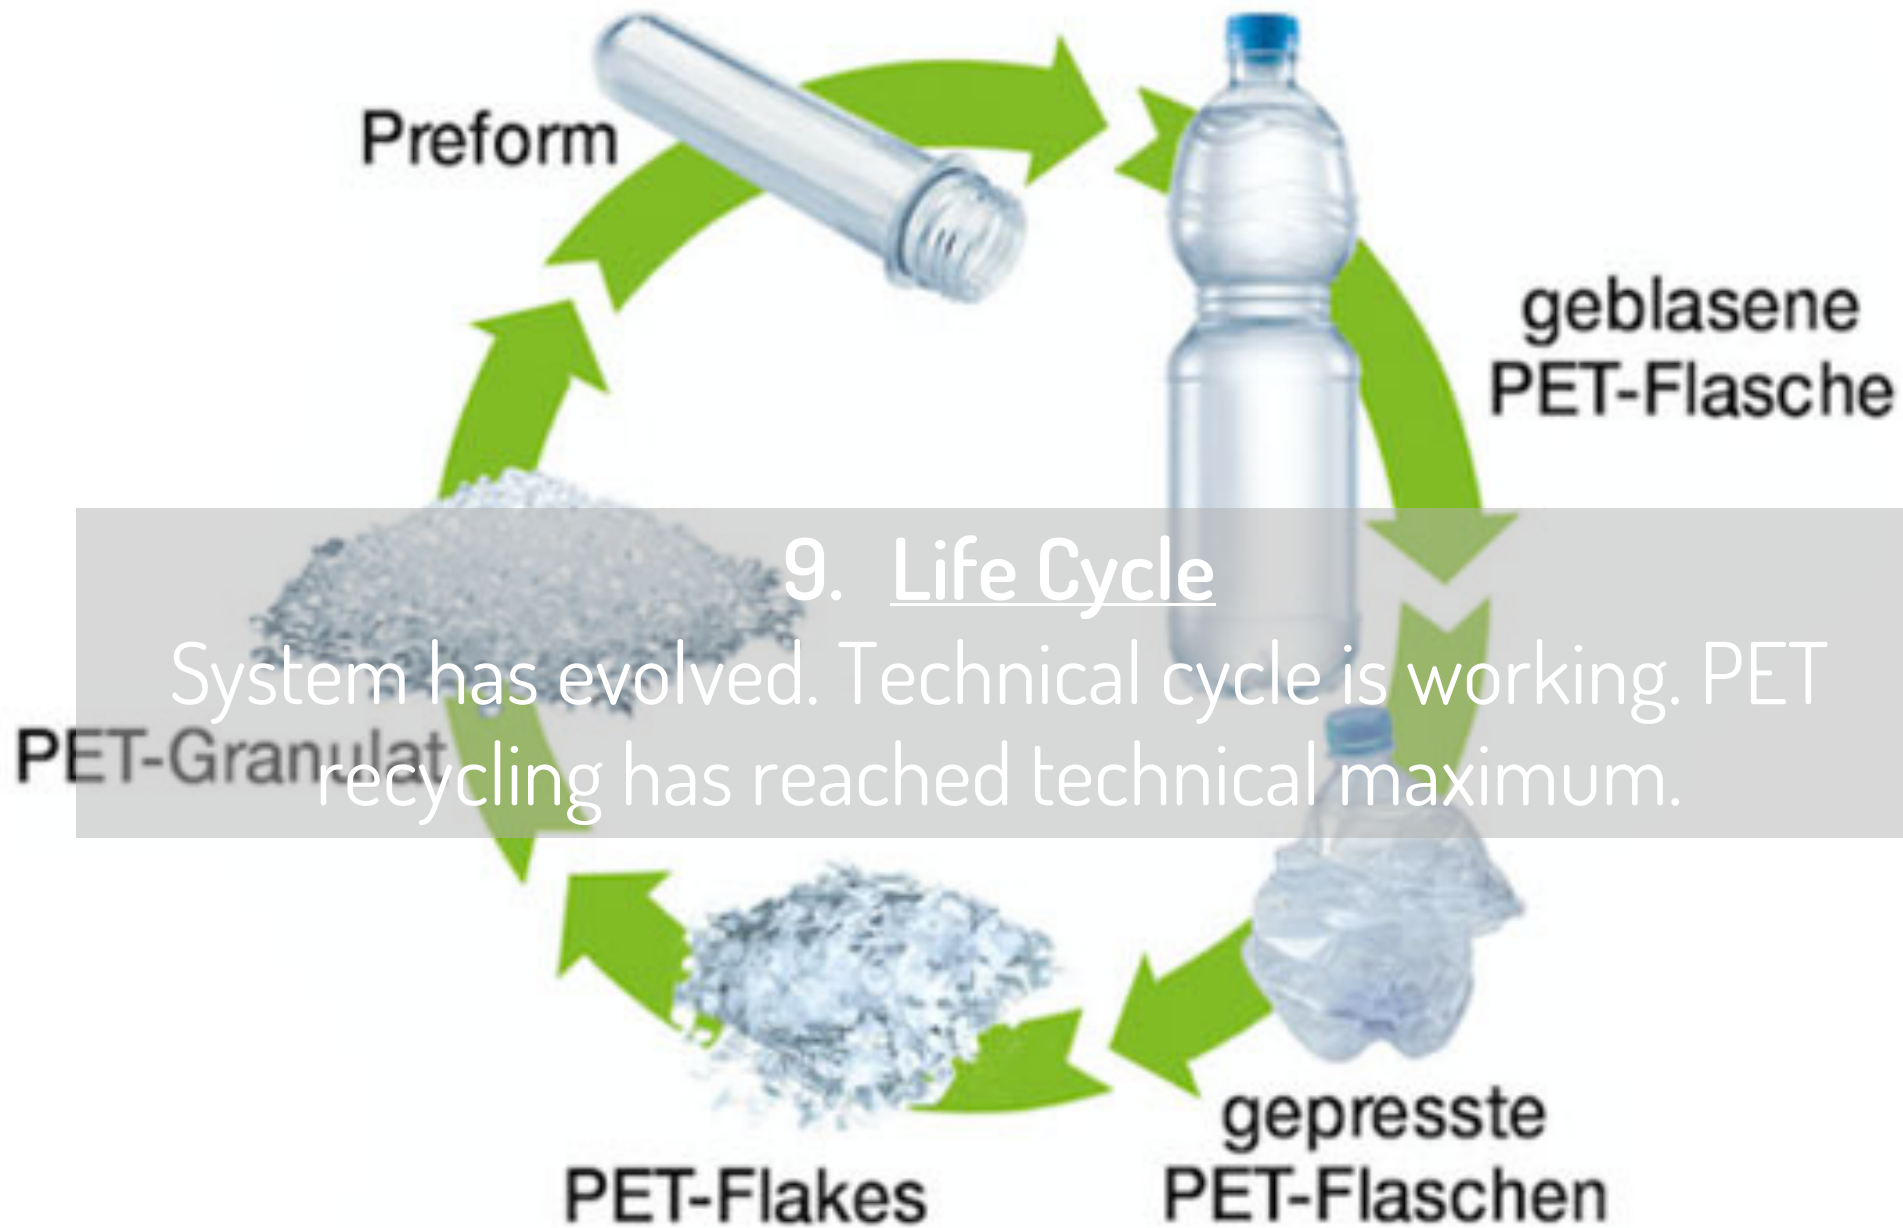 Preform
geblasene
PET-Flasche
9. Life Cycle
System has evolved. Technical cycle is working. PET
recycling has reached technical maximum.
PET-Granulat
gepresste
PET-Flaschen
PET-Flakes